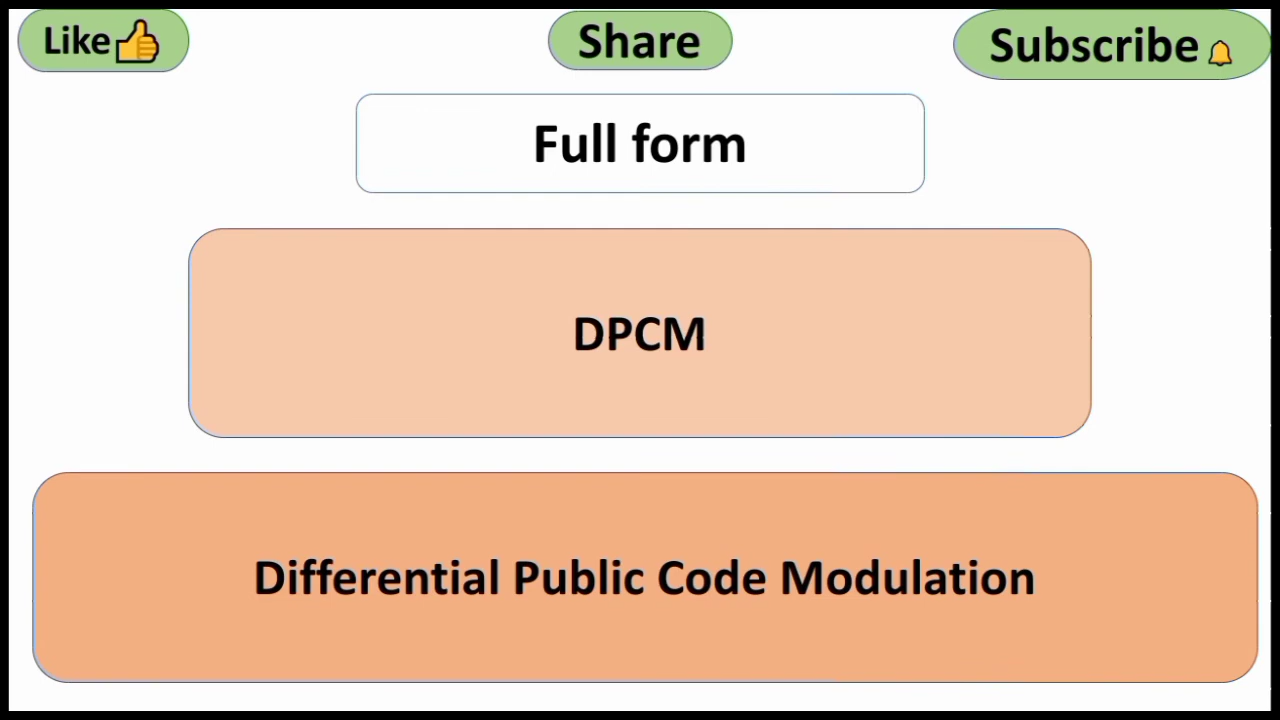 Like
Share
Subscribe
Full form
DPCM
Differential Public Code Modulation